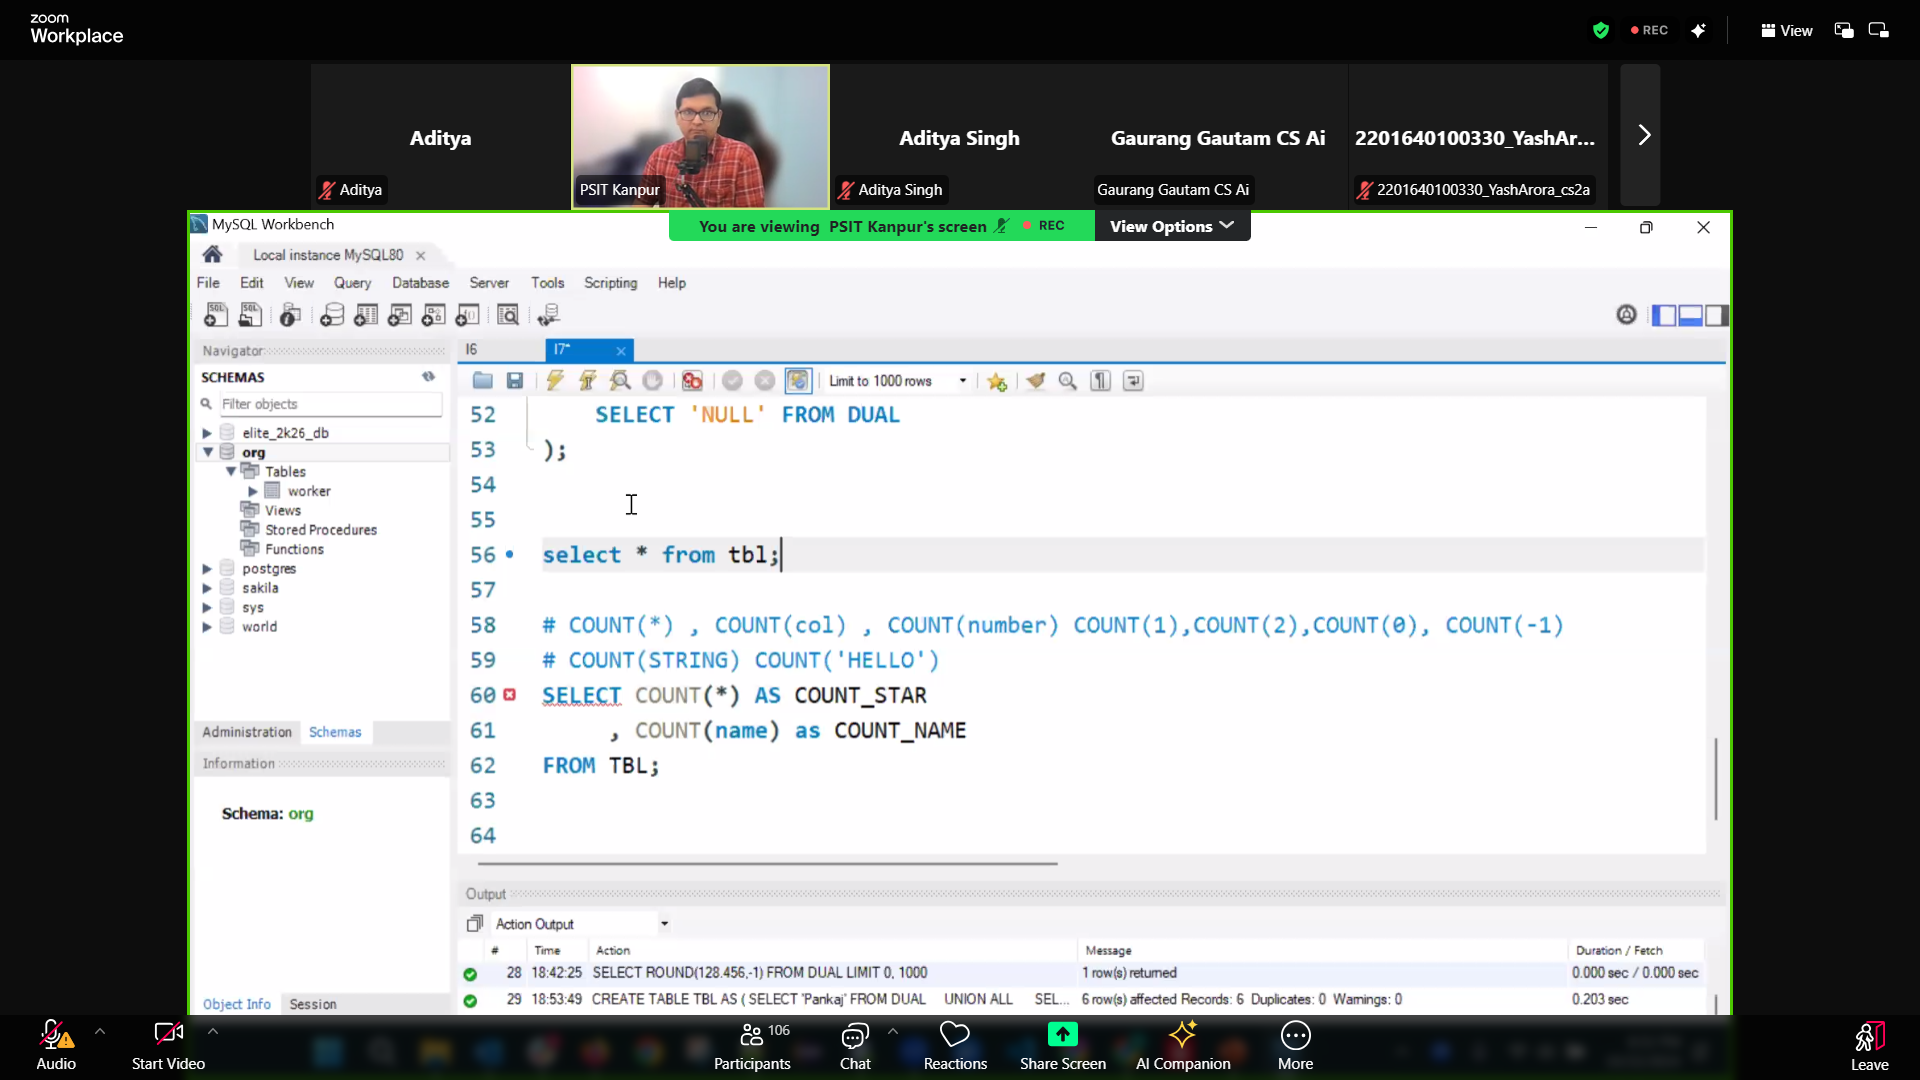 zoom
Workplace
REC
View
Aditya
Aditya
PSIT Kanpur
Aditya Singh
Aditya Singh
Gaurang Gautam CS Ai
Gaurang Gautam CS Ai
2201640100330_YashAr...
2201640100330_YashArora_cs2a
MySQL Workbench
You are viewing PSIT Kanpur's screen
REC
View Options
Local instance MySQL80
File Edit View Query Database Server Tools Scripting Help
Navigator
SCHEMAS
Filter objects
elite_2k26_db
org
Tables
worker
Views
Stored Procedures
Functions
postgres
sakila
sys
world
Administration Schemas
Information
Schema: org
Object Info Session
I6
I7*
Limit to 1000 rows
52 SELECT 'NULL' FROM DUAL
53 );
54
55
56 select * from tbl;
57
58 # COUNT(*) , COUNT(col) , COUNT(number) COUNT(1),COUNT(2),COUNT(0), COUNT(-1)
59 # COUNT(STRING) COUNT('HELLO')
60 SELECT COUNT(*) AS COUNT_STAR
61 , COUNT(name) as COUNT_NAME
62 FROM TBL;
63
64
Output
Action Output
# Time Action Message Duration / Fetch
28 18:42:25 SELECT ROUND(128.456,-1) FROM DUAL LIMIT 0, 1000 1 row(s) returned 0.000 sec / 0.000 sec
29 18:53:49 CREATE TABLE TBL AS ( SELECT 'Pankaj' FROM DUAL UNION ALL SEL... 6 row(s) affected Records: 6 Duplicates: 0 Warnings: 0 0.203 sec
Audio
Start Video
Participants
106
Chat
Reactions
Share Screen
AI Companion
More
Leave